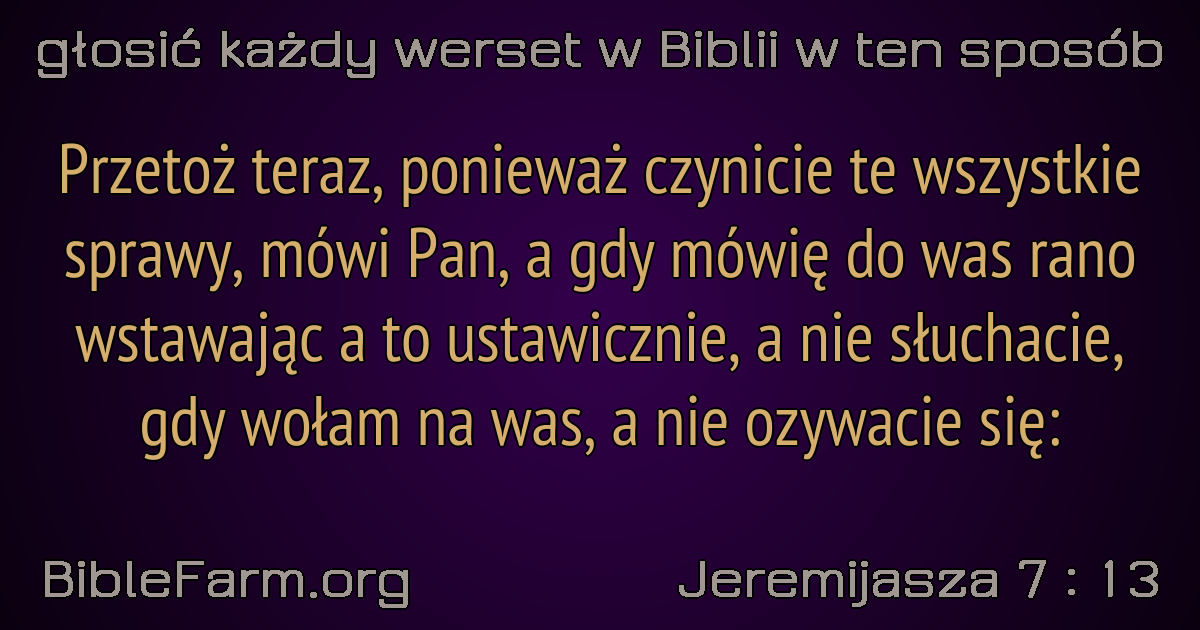 głosić każdy werset w Biblii w ten sposób
Przetoż teraz, ponieważ czynicie te wszystkie
sprawy, mówi Pan, a gdy mówię do was rano
wstawając a to ustawicznie, a nie słuchacie,
gdy wołam na was, a nie ozywacie się:
BibleFarm.org
Jeremijasza 7 : 13